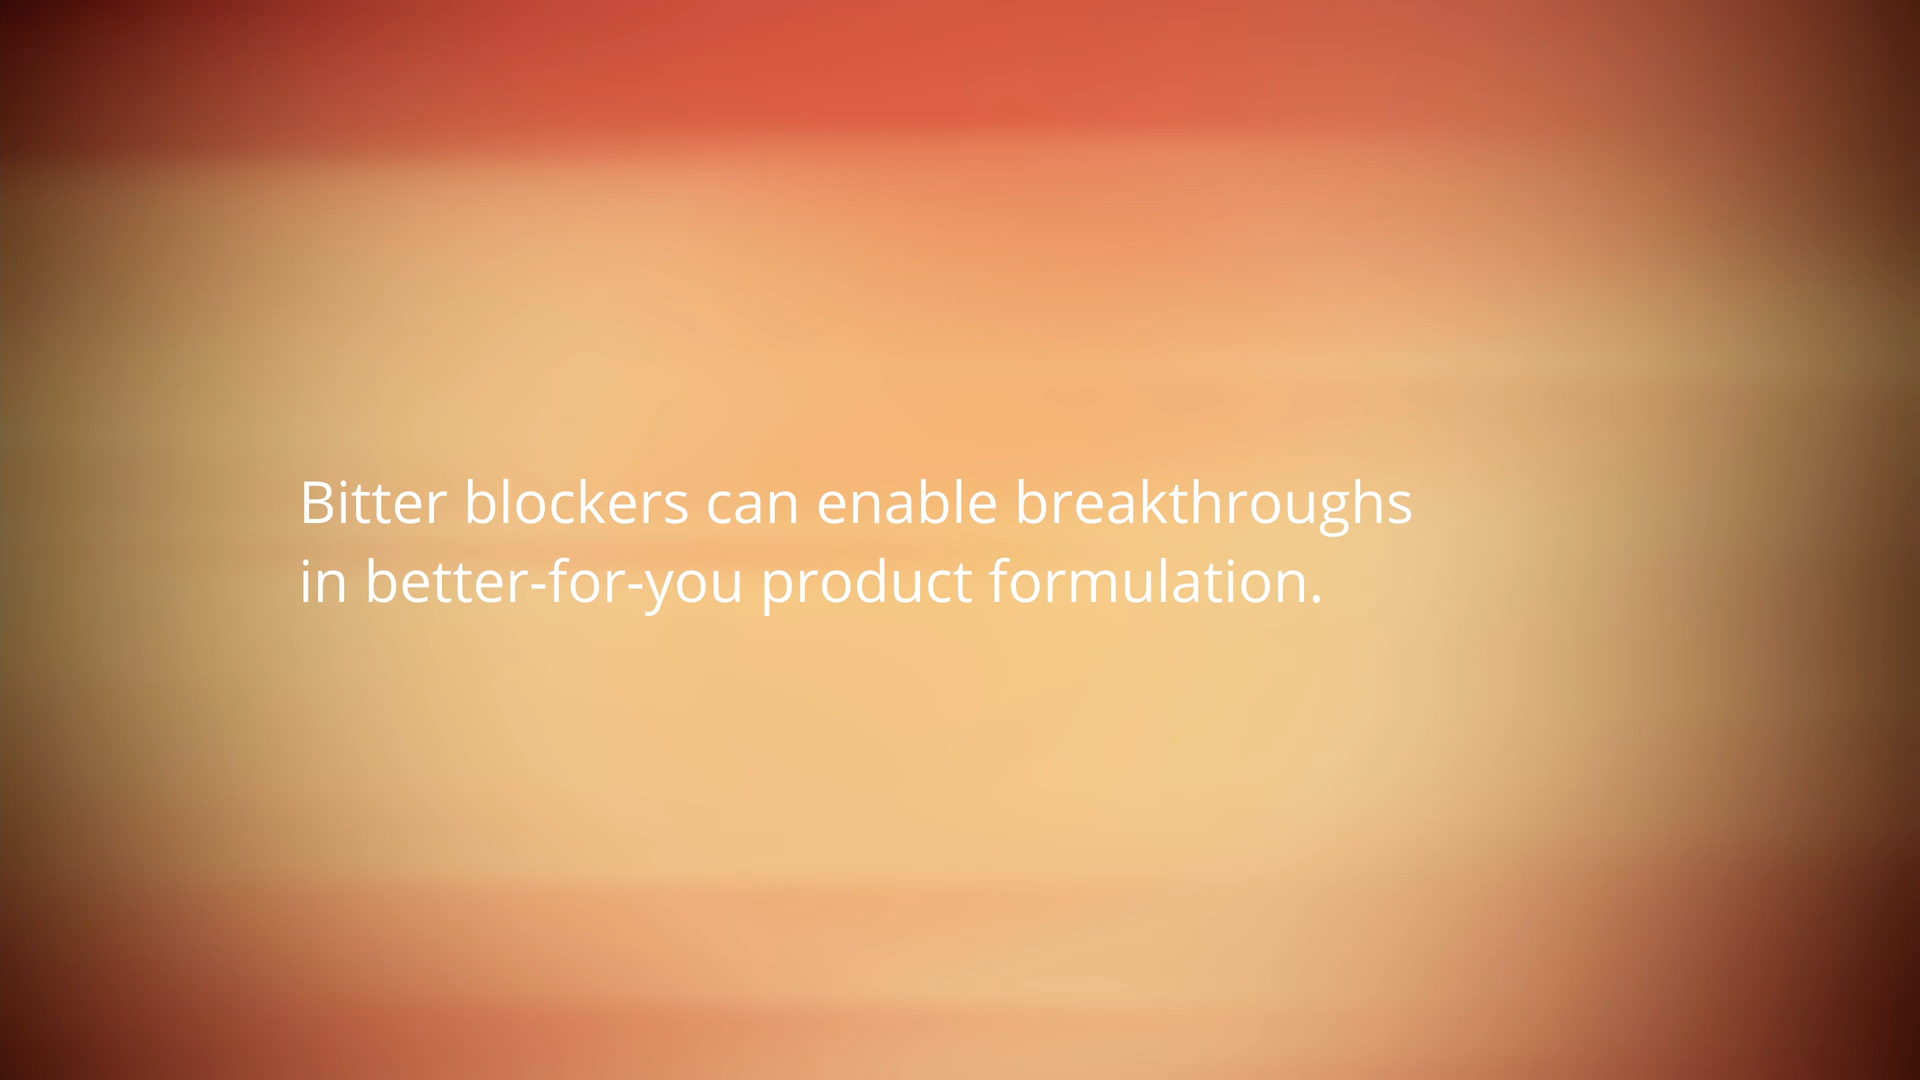 Bitter blockers can enable breakthroughs
in better-for-you product formulation.